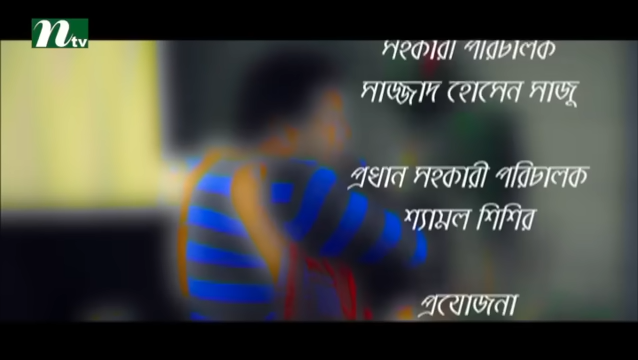 ntv
সহকারী পরিচালক
সাজ্জাদ হোসেন সাজু
প্রধান সহকারী পরিচালক
শ্যামল শিশির
প্রযোজনা